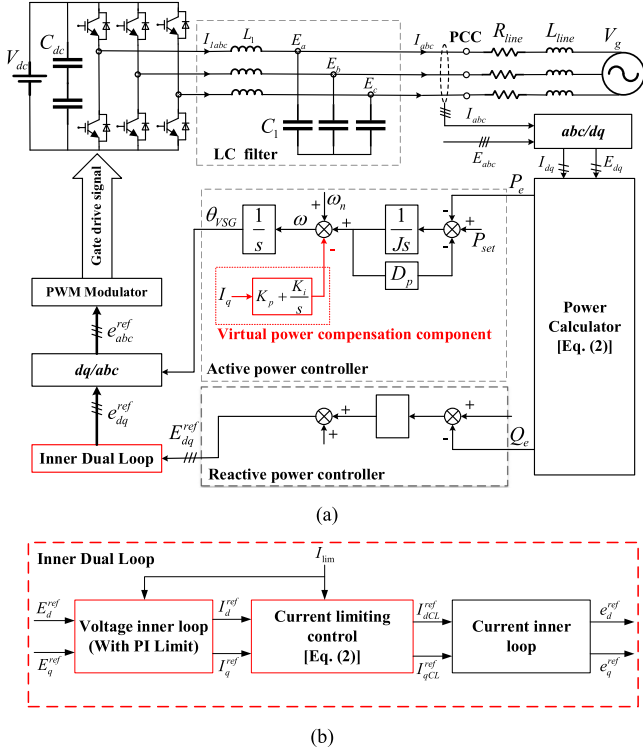 V_dc
C_dc
I_1abc
L_1
E_a
E_b
E_c
C_1
LC filter
I_abc
PCC
R_line
L_line
V_g
I_abc
E_abc
abc/dq
I_dq
E_dq
Gate drive signal
PWM Modulator
e_abc^ref
dq/abc
e_dq^ref
Inner Dual Loop
θ_VSG
1/s
ω
ω_n
+
-
+
1/Js
D_p
-
+
-
P_e
P_set
I_q
K_p + K_i/s
Virtual power compensation component
Active power controller
Power
Calculator
[Eq. (2)]
E_dq^ref
+
+
+
-
Q_e
Reactive power controller
(a)
Inner Dual Loop
I_lim
E_d^ref
E_q^ref
Voltage inner loop
(With PI Limit)
I_d^ref
I_q^ref
Current limiting
control
[Eq. (2)]
I_dCL^ref
I_qCL^ref
Current inner
loop
e_d^ref
e_q^ref
(b)